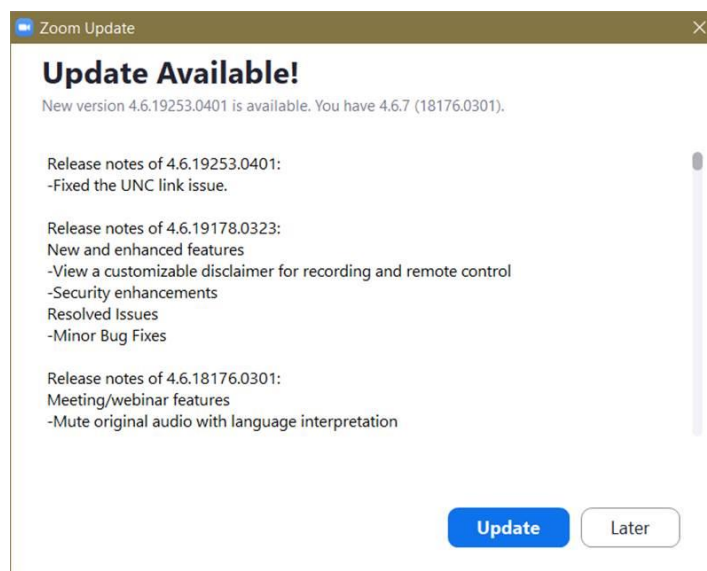 Zoom Update
Update Available!
New version 4.6.19253.0401 is available. You have 4.6.7 (18176.0301).
Release notes of 4.6.19253.0401:
-Fixed the UNC link issue.
Release notes of 4.6.19178.0323:
New and enhanced features
-View a customizable disclaimer for recording and remote control
-Security enhancements
Resolved Issues
-Minor Bug Fixes
Release notes of 4.6.18176.0301:
Meeting/webinar features
-Mute original audio with language interpretation
Update
Later